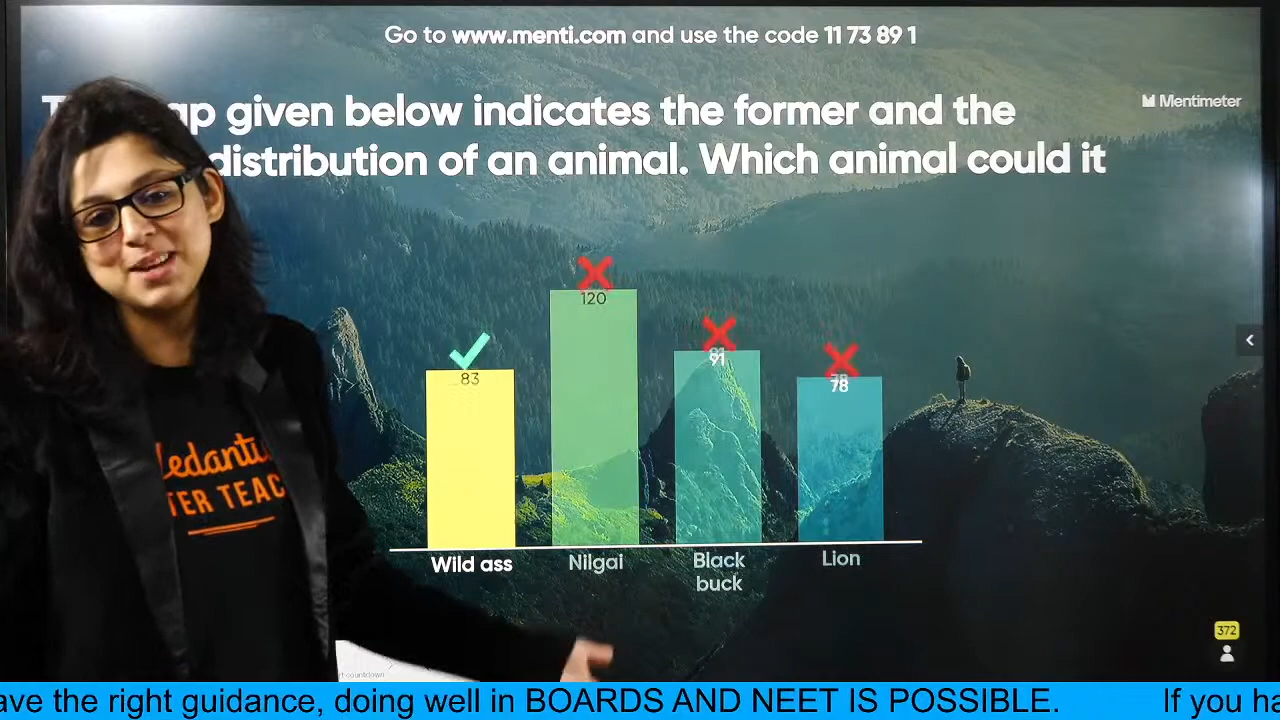 Go to www.menti.com and use the code 11 73 89 1
Mentimeter
given below indicates the former and the
distribution of an animal. Which animal could it
120
91
83
78
Wild ass
Nilgai
Black
buck
Lion
TER TEAC
372
ave the right guidance, doing well in BOARDS AND NEET IS POSSIBLE.
If you ha